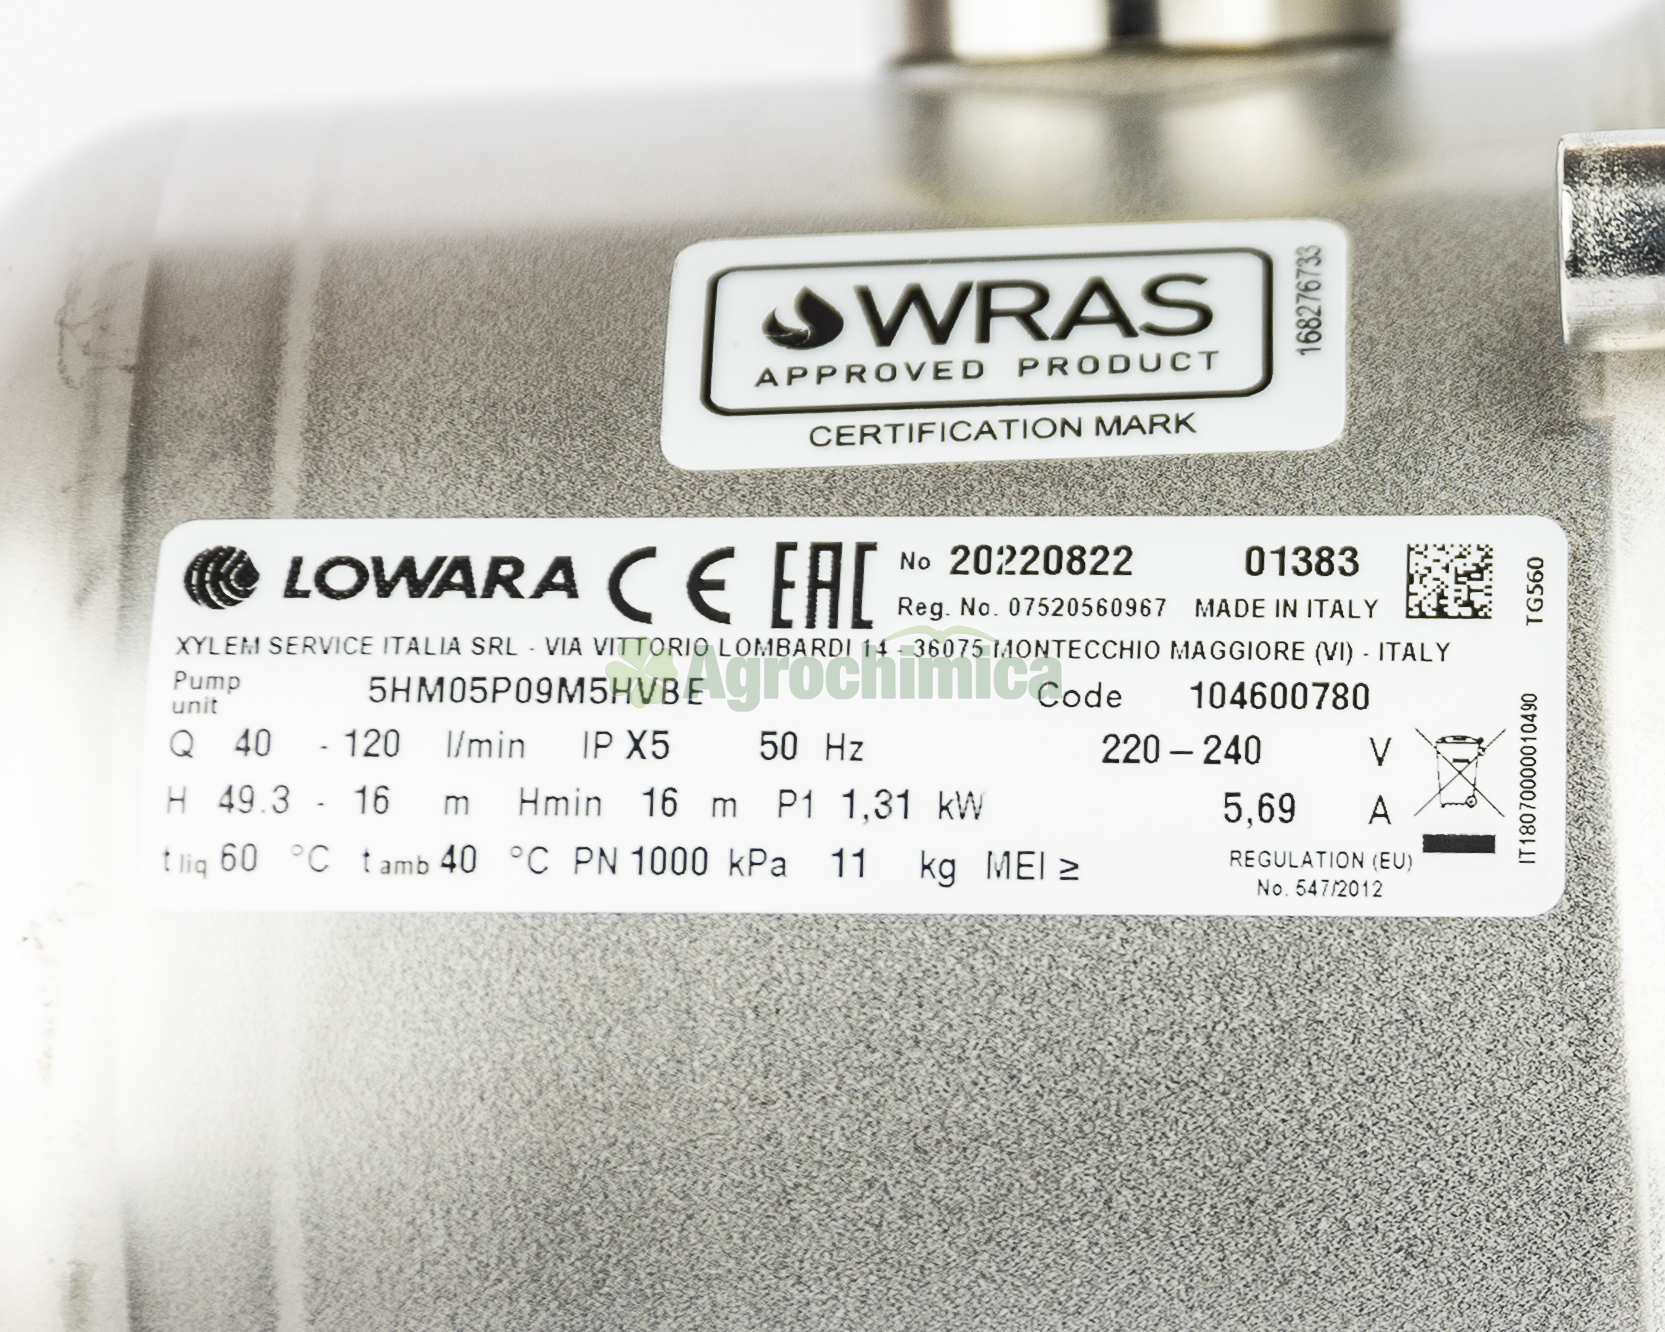 WRAS
APPROVED PRODUCT
CERTIFICATION MARK
168276733
LOWARA CE EAC No 20220822 01383
Reg. No. 07520560967 MADE IN ITALY
TG560
XYLEM SERVICE ITALIA SRL - VIA VITTORIO LOMBARDI 14 - 36075 MONTECCHIO MAGGIORE (VI) - ITALY
Agrochimica
Pump unit 5HM05P09M5HVBE Code 104600780
Q 40 - 120 l/min IP X5 50 Hz 220 – 240 V
H 49.3 - 16 m Hmin 16 m P1 1,31 kW 5,69 A
t liq 60 °C t amb 40 °C PN 1000 kPa 11 kg MEI ≥
REGULATION (EU)
No. 547/2012
IT18070000010490